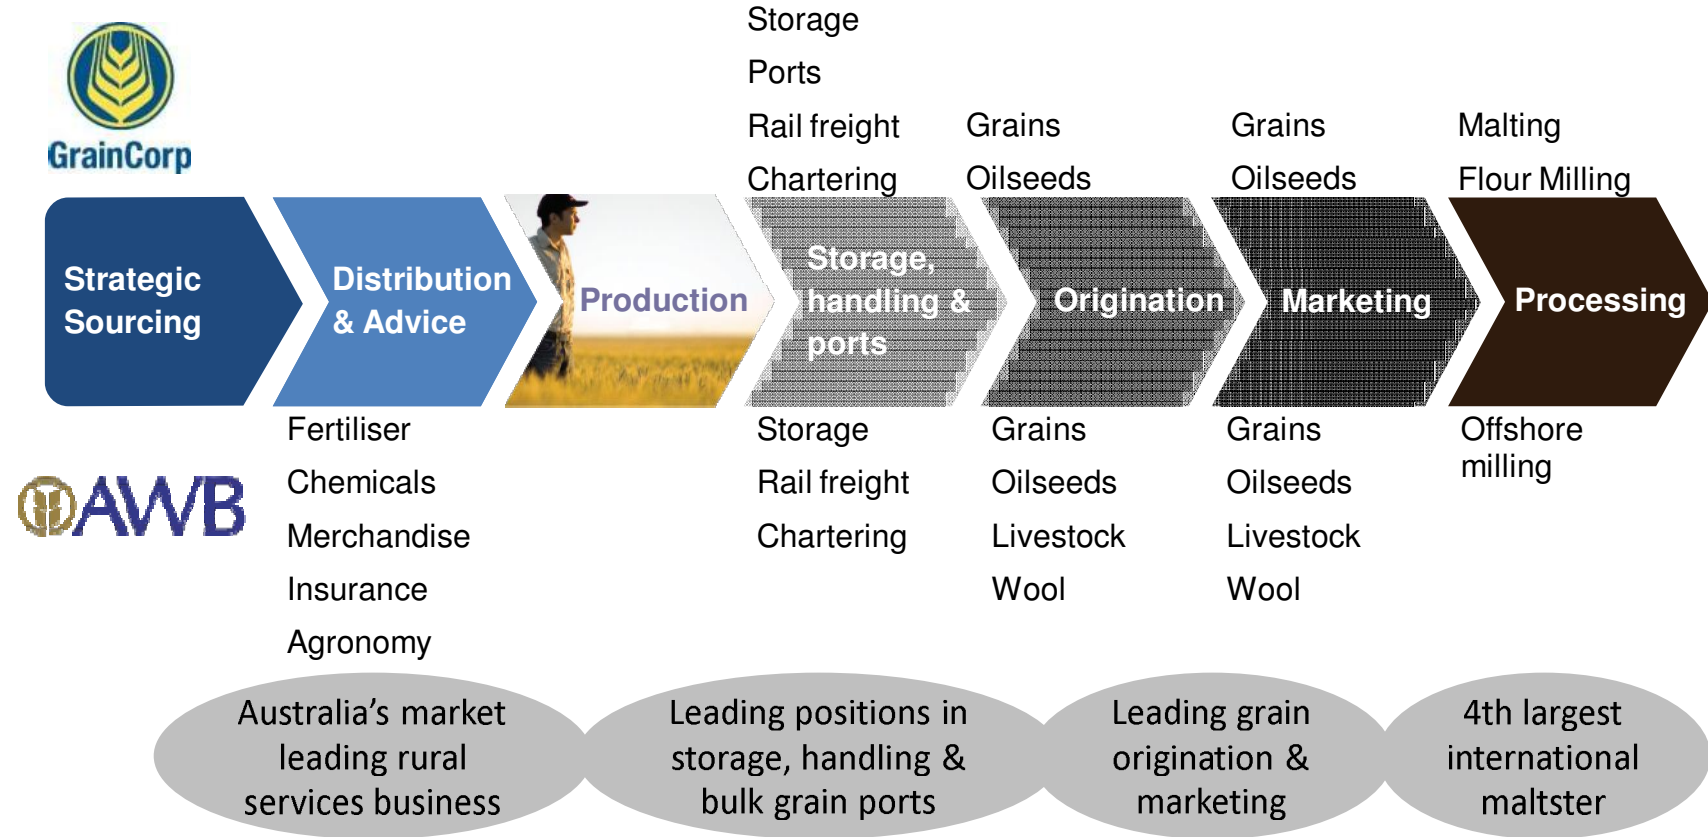 GrainCorp
Storage
Ports
Rail freight
Chartering
Grains
Oilseeds
Grains
Oilseeds
Malting
Flour Milling
Strategic
Sourcing
Distribution
& Advice
Production
Storage,
handling &
ports
Origination
Marketing
Processing
AWB
Fertiliser
Chemicals
Merchandise
Insurance
Agronomy
Storage
Rail freight
Chartering
Grains
Oilseeds
Livestock
Wool
Grains
Oilseeds
Livestock
Wool
Offshore
milling
Australia’s market
leading rural
services business
Leading positions in
storage, handling &
bulk grain ports
Leading grain
origination &
marketing
4th largest
international
maltster